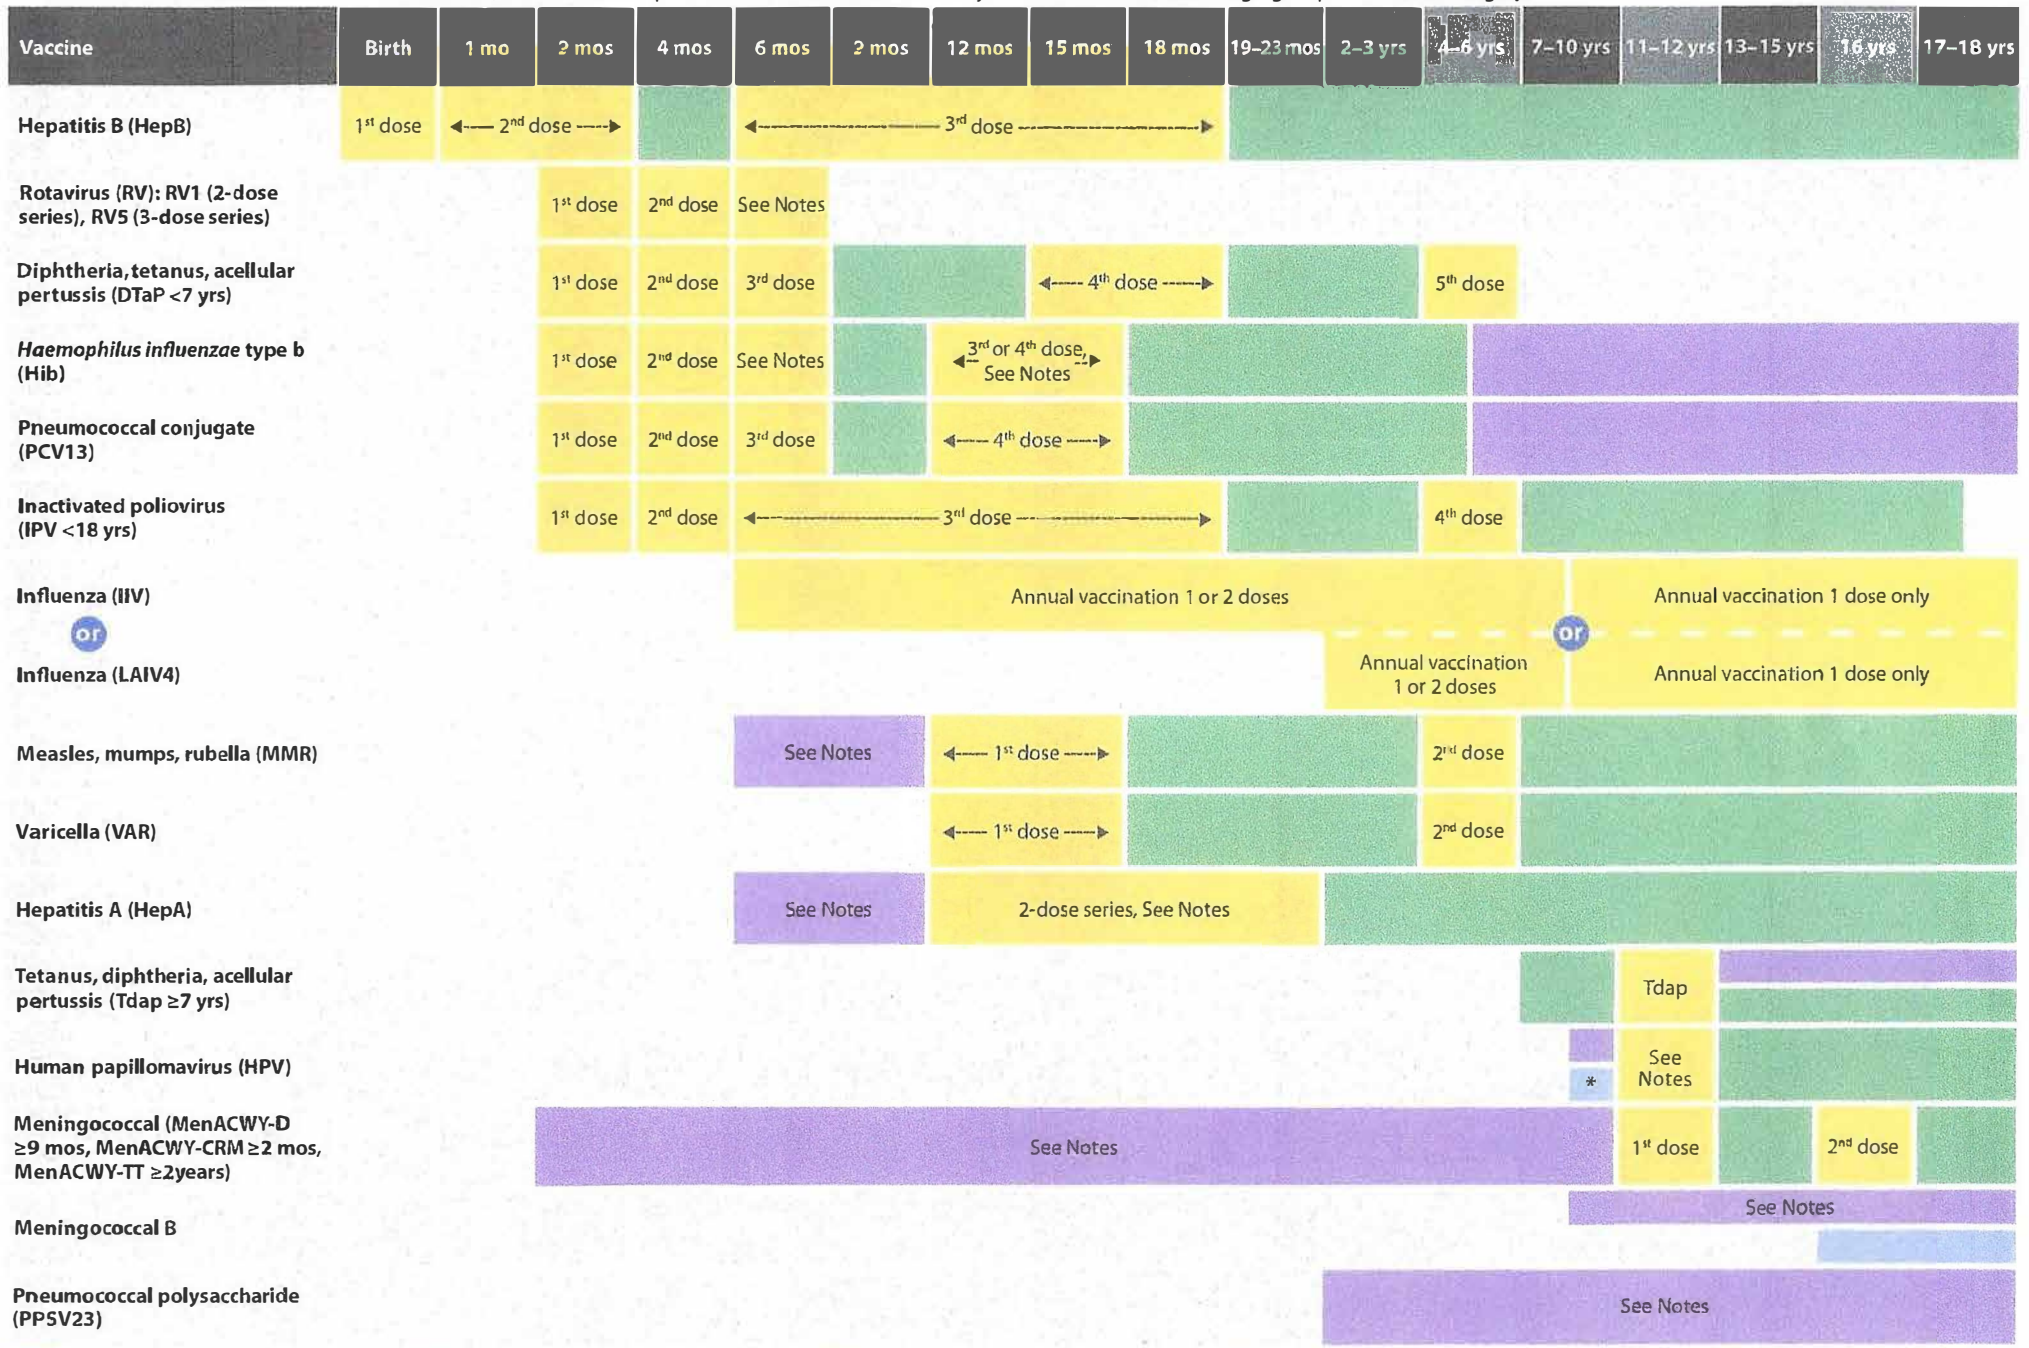 Vaccine Birth 1 mo 2 mos 4 mos 6 mos 2 mos 12 mos 15 mos 18 mos 19–23 mos 2–3 yrs 4–6 yrs 7–10 yrs 11–12 yrs 13–15 yrs 16 yrs 17–18 yrs
Hepatitis B (HepB) 1st dose 2nd dose 3rd dose
Rotavirus (RV): RV1 (2-dose
series), RV5 (3-dose series)
1st dose 2nd dose See Notes
Diphtheria, tetanus, acellular
pertussis (DTaP <7 yrs)
1st dose 2nd dose 3rd dose 4th dose 5th dose
Haemophilus influenzae type b
(Hib)
1st dose 2nd dose See Notes
3rd or 4th dose,
See Notes
Pneumococcal conjugate
(PCV13)
1st dose 2nd dose 3rd dose 4th dose
Inactivated poliovirus
(IPV <18 yrs)
1st dose 2nd dose 3rd dose 4th dose
Influenza (IIV) Annual vaccination 1 or 2 doses Annual vaccination 1 dose only
or or
Influenza (LAIV4)
Annual vaccination
1 or 2 doses
Annual vaccination 1 dose only
Measles, mumps, rubella (MMR) See Notes 1st dose 2nd dose
Varicella (VAR) 1st dose 2nd dose
Hepatitis A (HepA) See Notes 2-dose series, See Notes
Tetanus, diphtheria, acellular
pertussis (Tdap ≥7 yrs)
Tdap
Human papillomavirus (HPV)
*
See
Notes
Meningococcal (MenACWY-D
≥9 mos, MenACWY-CRM ≥2 mos,
MenACWY-TT ≥2years)
See Notes 1st dose 2nd dose
Meningococcal B
See Notes
Pneumococcal polysaccharide
(PPSV23)
See Notes